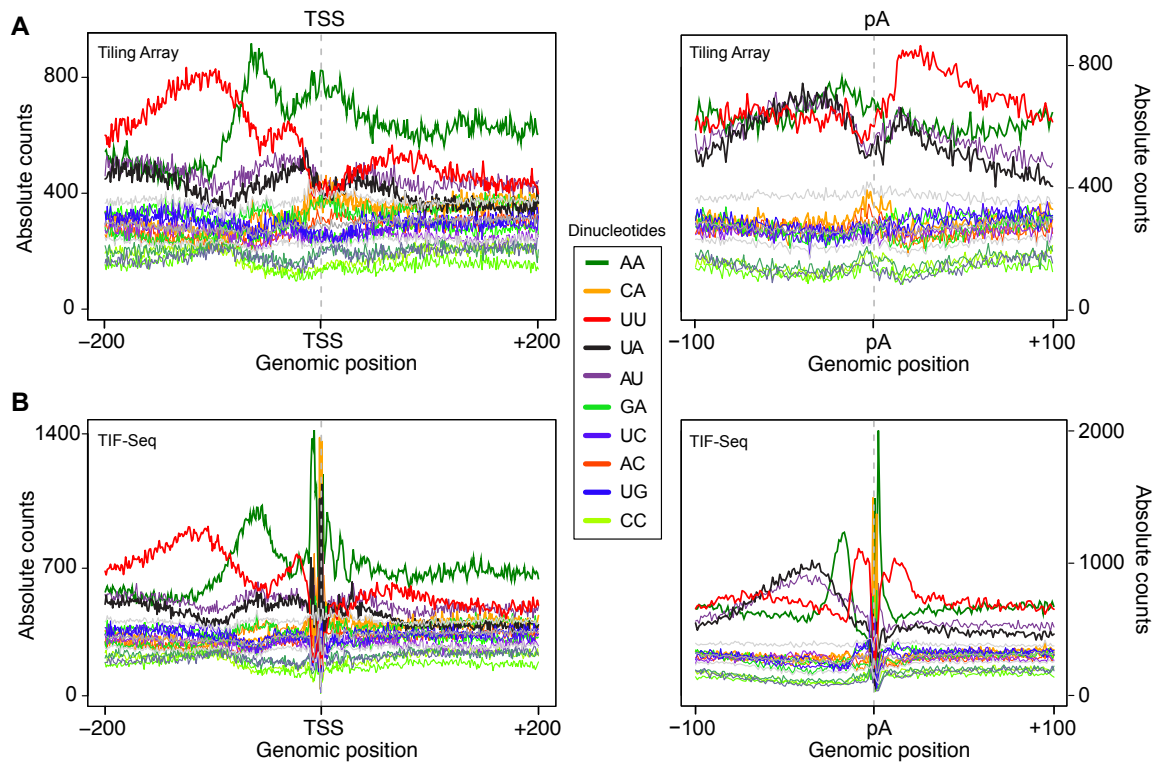 A
TSS
pA
Tiling Array
Tiling Array
Absolute counts
800
400
0
800
400
0
Absolute counts
−200
TSS
+200
Genomic position
−100
pA
+100
Genomic position
Dinucleotides
AA
CA
UU
UA
AU
GA
UC
AC
UG
CC
B
TIF-Seq
TIF-Seq
Absolute counts
1400
700
0
2000
1000
0
Absolute counts
−200
TSS
+200
Genomic position
−100
pA
+100
Genomic position